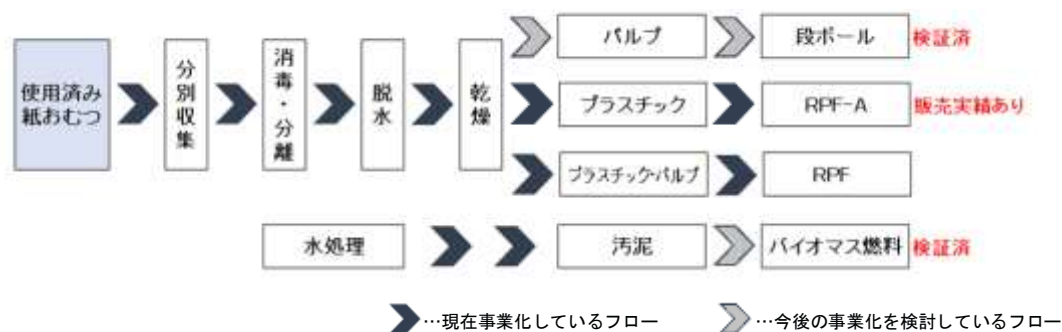 使用済み
紙おむつ
分別収集
消毒・分離
脱水
乾燥
パルプ
段ボール
検証済
プラスチック
RPF-A
販売実績あり
プラスチック・パルプ
RPF
水処理
汚泥
バイオマス燃料
検証済
…現在事業化しているフロー
…今後の事業化を検討しているフロー